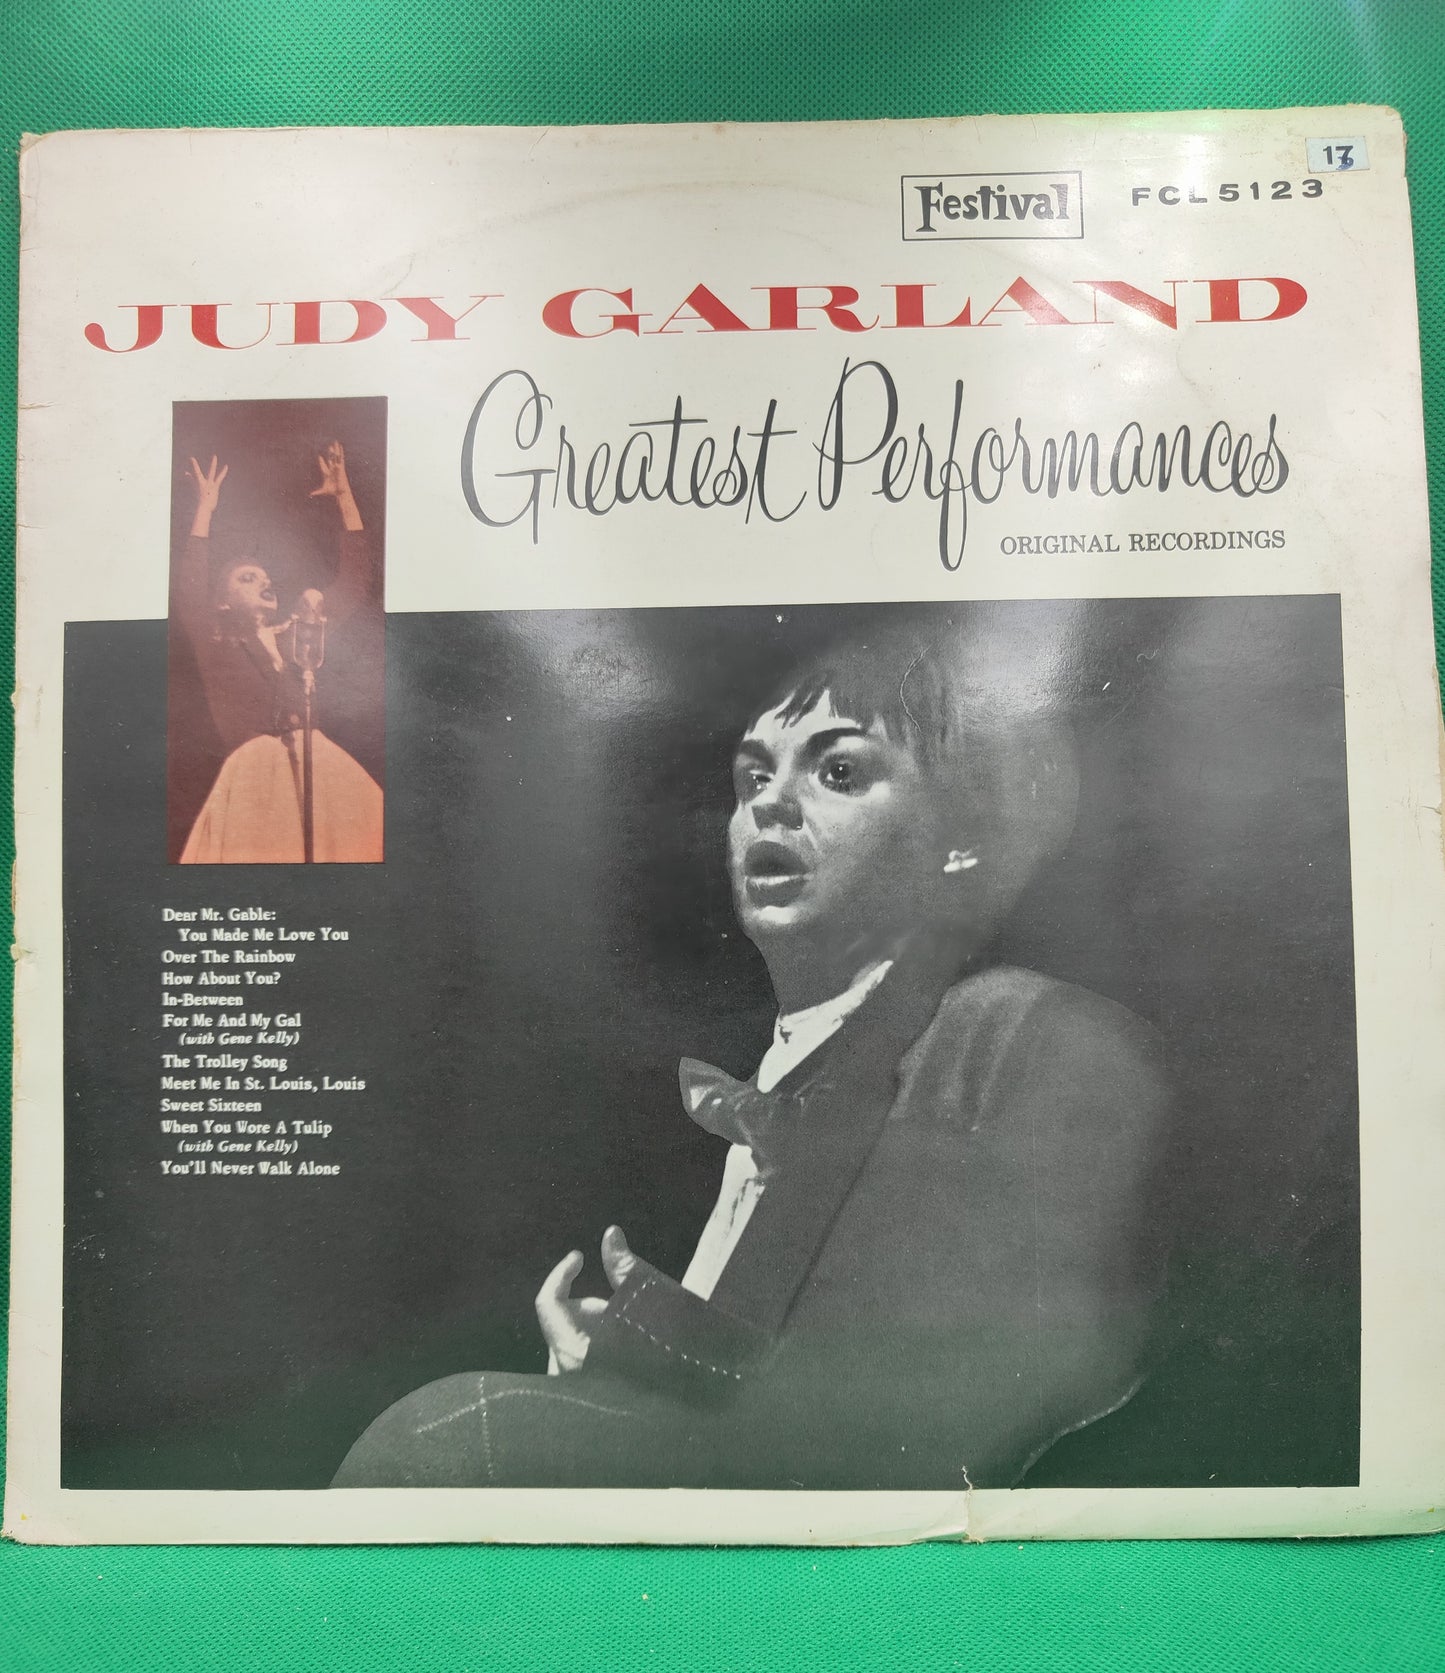 17
Festival FCL5123
JUDY GARLAND
Greatest Performances
ORIGINAL RECORDINGS
Dear Mr. Gable:
You Made Me Love You
Over The Rainbow
How About You?
In-Between
For Me And My Gal
(with Gene Kelly)
The Trolley Song
Meet Me In St. Louis, Louis
Sweet Sixteen
When You Wore A Tulip
(with Gene Kelly)
You'll Never Walk Alone